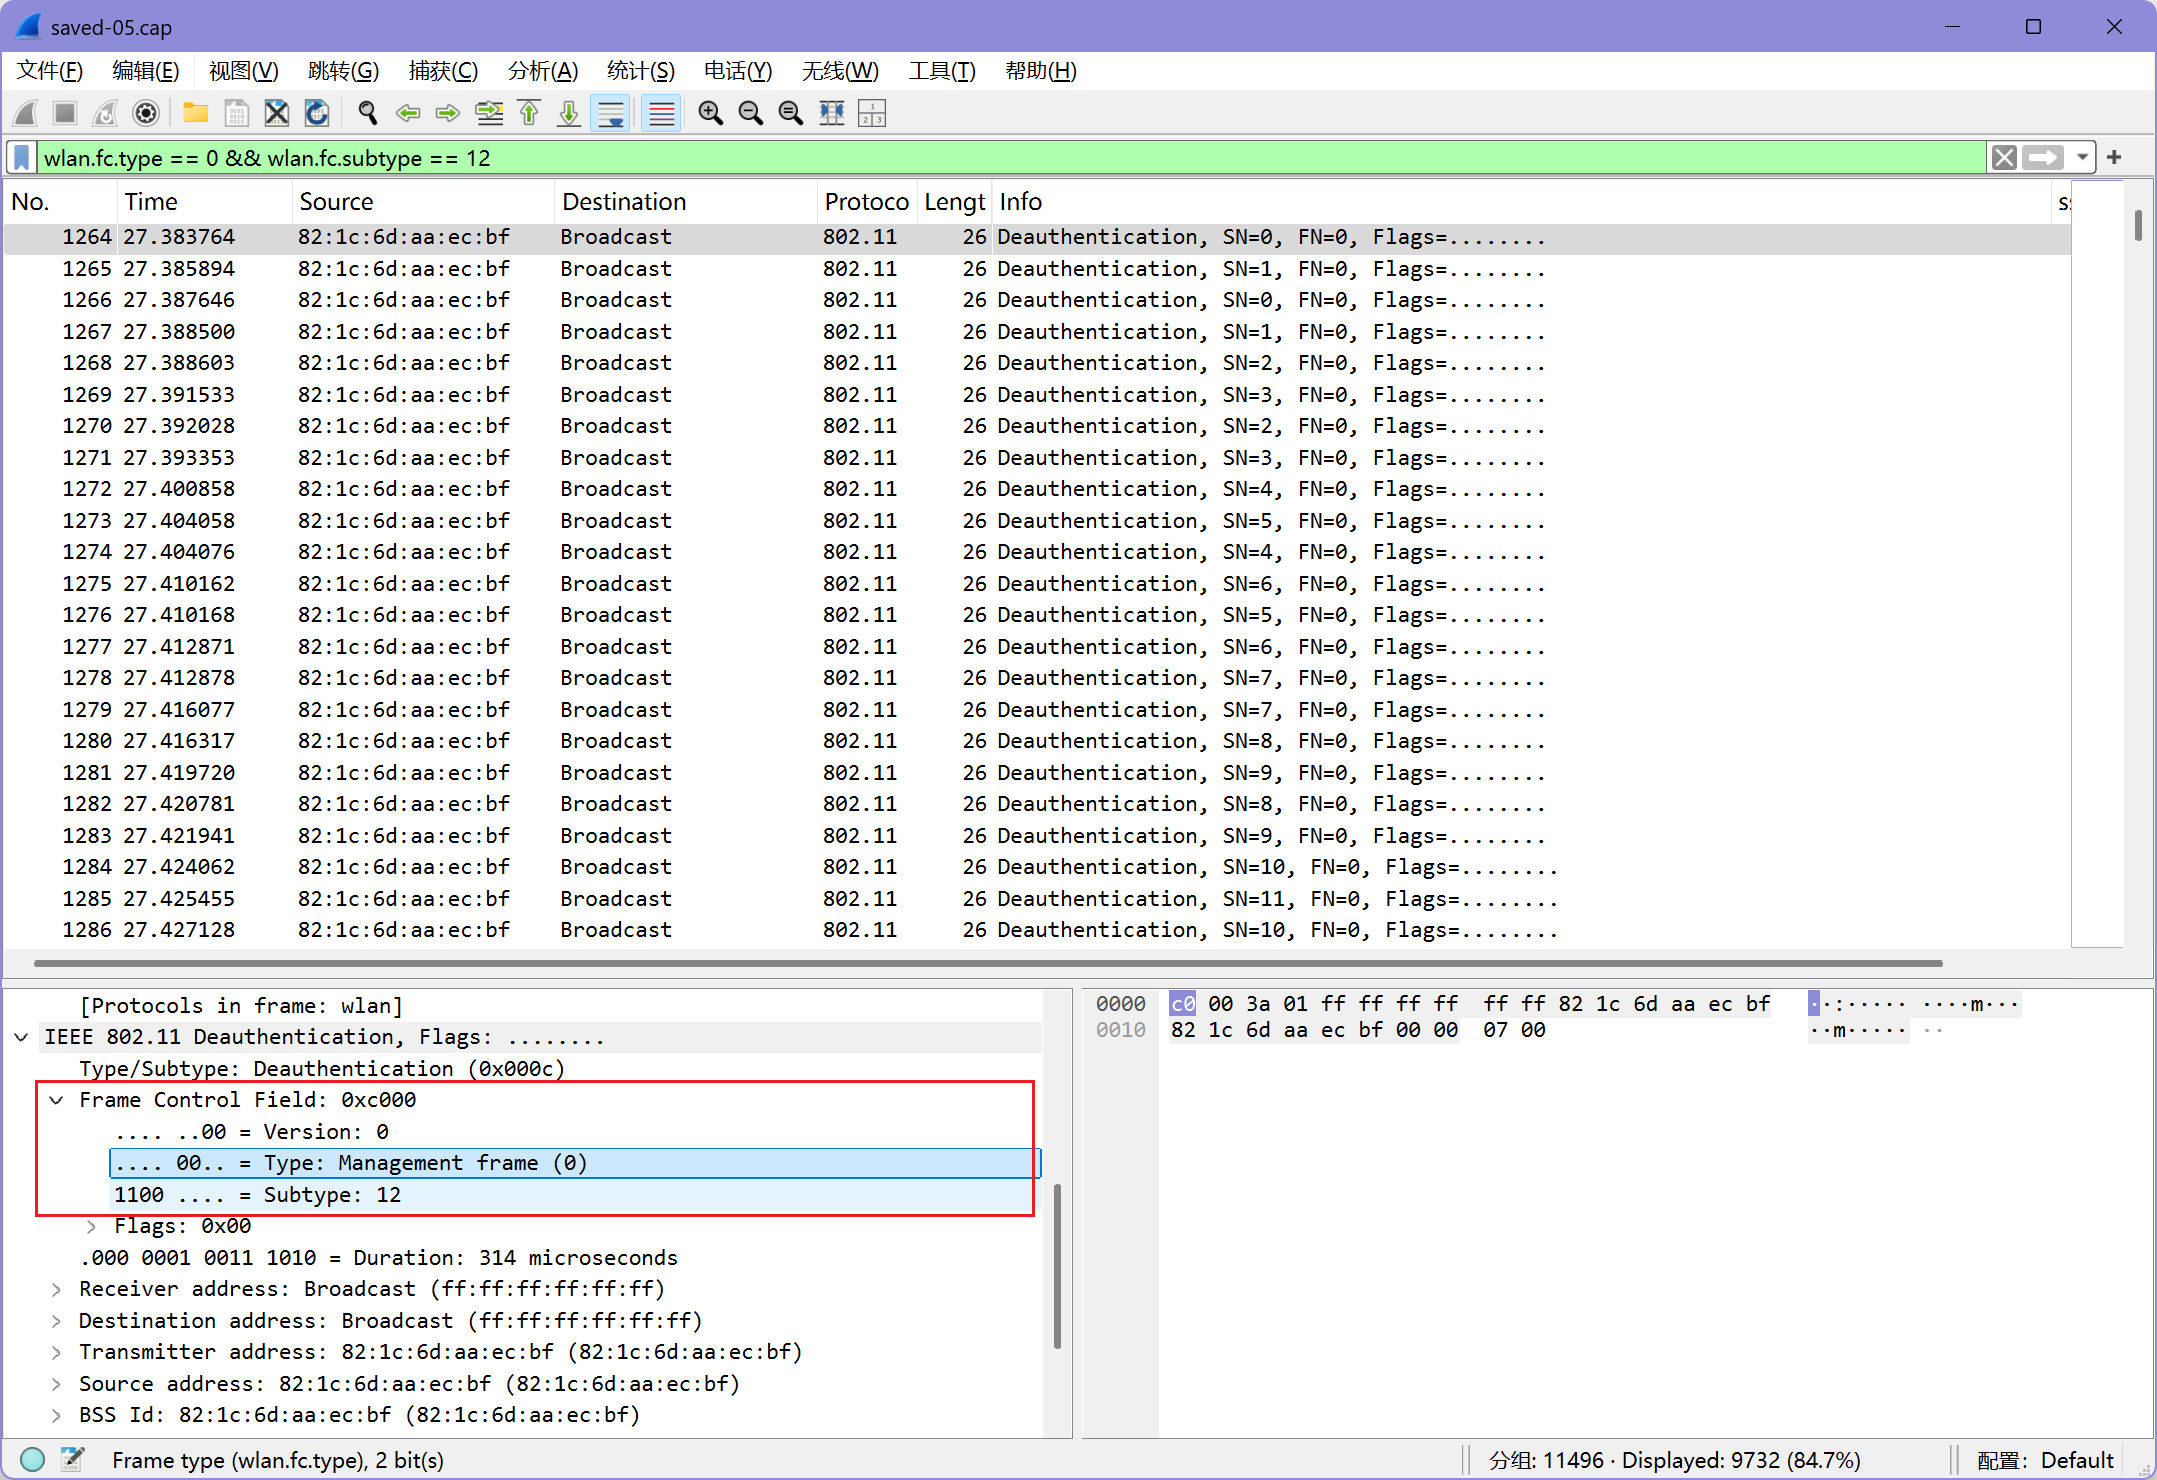 saved-05.cap
文件(F) 编辑(E) 视图(V) 跳转(G) 捕获(C) 分析(A) 统计(S) 电话(Y) 无线(W) 工具(T) 帮助(H)
wlan.fc.type == 0 && wlan.fc.subtype == 12
No. Time Source Destination Protoco Lengt Info
1264 27.383764 82:1c:6d:aa:ec:bf Broadcast 802.11 26 Deauthentication, SN=0, FN=0, Flags=........
1265 27.385894 82:1c:6d:aa:ec:bf Broadcast 802.11 26 Deauthentication, SN=1, FN=0, Flags=........
1266 27.387646 82:1c:6d:aa:ec:bf Broadcast 802.11 26 Deauthentication, SN=0, FN=0, Flags=........
1267 27.388500 82:1c:6d:aa:ec:bf Broadcast 802.11 26 Deauthentication, SN=1, FN=0, Flags=........
1268 27.388603 82:1c:6d:aa:ec:bf Broadcast 802.11 26 Deauthentication, SN=2, FN=0, Flags=........
1269 27.391533 82:1c:6d:aa:ec:bf Broadcast 802.11 26 Deauthentication, SN=3, FN=0, Flags=........
1270 27.392028 82:1c:6d:aa:ec:bf Broadcast 802.11 26 Deauthentication, SN=2, FN=0, Flags=........
1271 27.393353 82:1c:6d:aa:ec:bf Broadcast 802.11 26 Deauthentication, SN=3, FN=0, Flags=........
1272 27.400858 82:1c:6d:aa:ec:bf Broadcast 802.11 26 Deauthentication, SN=4, FN=0, Flags=........
1273 27.404058 82:1c:6d:aa:ec:bf Broadcast 802.11 26 Deauthentication, SN=5, FN=0, Flags=........
1274 27.404076 82:1c:6d:aa:ec:bf Broadcast 802.11 26 Deauthentication, SN=4, FN=0, Flags=........
1275 27.410162 82:1c:6d:aa:ec:bf Broadcast 802.11 26 Deauthentication, SN=6, FN=0, Flags=........
1276 27.410168 82:1c:6d:aa:ec:bf Broadcast 802.11 26 Deauthentication, SN=5, FN=0, Flags=........
1277 27.412871 82:1c:6d:aa:ec:bf Broadcast 802.11 26 Deauthentication, SN=6, FN=0, Flags=........
1278 27.412878 82:1c:6d:aa:ec:bf Broadcast 802.11 26 Deauthentication, SN=7, FN=0, Flags=........
1279 27.416077 82:1c:6d:aa:ec:bf Broadcast 802.11 26 Deauthentication, SN=7, FN=0, Flags=........
1280 27.416317 82:1c:6d:aa:ec:bf Broadcast 802.11 26 Deauthentication, SN=8, FN=0, Flags=........
1281 27.419720 82:1c:6d:aa:ec:bf Broadcast 802.11 26 Deauthentication, SN=9, FN=0, Flags=........
1282 27.420781 82:1c:6d:aa:ec:bf Broadcast 802.11 26 Deauthentication, SN=8, FN=0, Flags=........
1283 27.421941 82:1c:6d:aa:ec:bf Broadcast 802.11 26 Deauthentication, SN=9, FN=0, Flags=........
1284 27.424062 82:1c:6d:aa:ec:bf Broadcast 802.11 26 Deauthentication, SN=10, FN=0, Flags=........
1285 27.425455 82:1c:6d:aa:ec:bf Broadcast 802.11 26 Deauthentication, SN=11, FN=0, Flags=........
1286 27.427128 82:1c:6d:aa:ec:bf Broadcast 802.11 26 Deauthentication, SN=10, FN=0, Flags=........
[Protocols in frame: wlan]
IEEE 802.11 Deauthentication, Flags: ........
Type/Subtype: Deauthentication (0x000c)
Frame Control Field: 0xc000
.... ..00 = Version: 0
.... 00.. = Type: Management frame (0)
1100 .... = Subtype: 12
Flags: 0x00
.000 0001 0011 1010 = Duration: 314 microseconds
Receiver address: Broadcast (ff:ff:ff:ff:ff:ff)
Destination address: Broadcast (ff:ff:ff:ff:ff:ff)
Transmitter address: 82:1c:6d:aa:ec:bf (82:1c:6d:aa:ec:bf)
Source address: 82:1c:6d:aa:ec:bf (82:1c:6d:aa:ec:bf)
BSS Id: 82:1c:6d:aa:ec:bf (82:1c:6d:aa:ec:bf)
0000 c0 00 3a 01 ff ff ff ff ff ff 82 1c 6d aa ec bf ··:····· ····m···
0010 82 1c 6d aa ec bf 00 00 07 00 ··m····· ··
Frame type (wlan.fc.type), 2 bit(s)
分组: 11496 · Displayed: 9732 (84.7%)
配置: Default